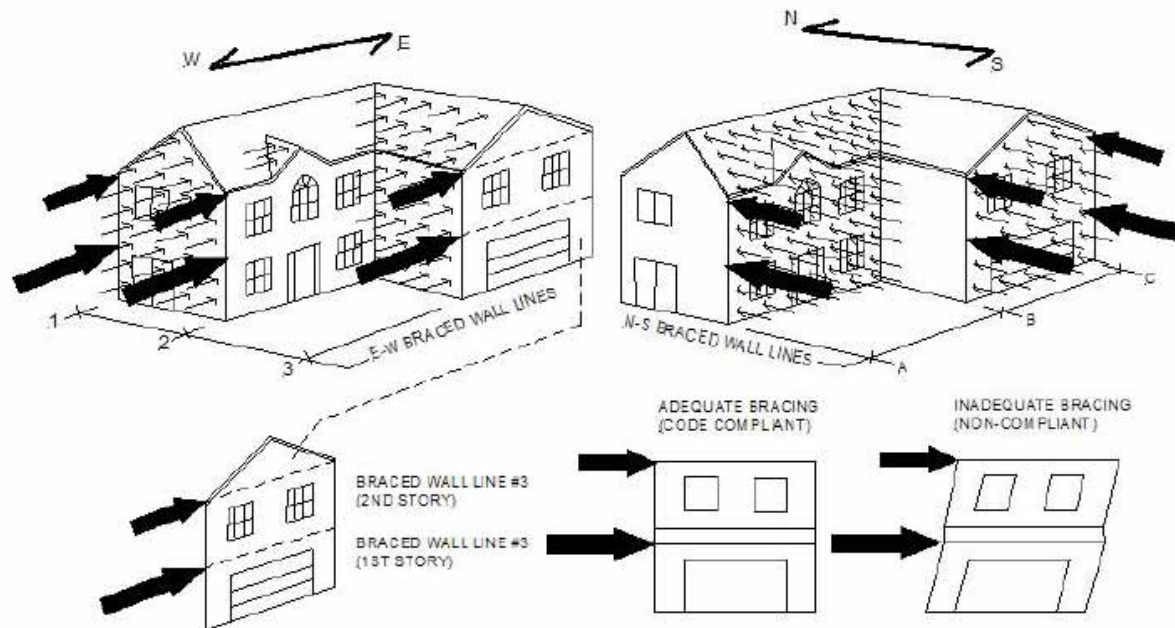 W
E
N
S
1
2
3
E-W BRACED WALL LINES
N-S BRACED WALL LINES
A
B
C
ADEQUATE BRACING
(CODE COMPLIANT)
INADEQUATE BRACING
(NON-COMPLIANT)
BRACED WALL LINE #3
(2ND STORY)
BRACED WALL LINE #3
(1ST STORY)